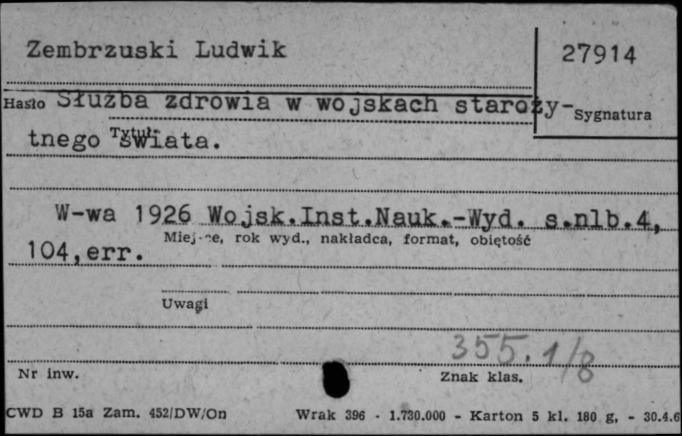 Zembrzuski Ludwik
27914
Hasło Służba zdrowia w wojskach staroży-
Sygnatura
tnego świata.
Tytuł:
W-wa 1926 Wojsk.Inst.Nauk.-Wyd. s.nlb.4,
Miejsce, rok wyd., nakładca, format, objętość
104,err.
Uwagi
355.1/8
Nr inw.
Znak klas.
CWD B 15a Zam. 452/DW/On
Wrak 396 - 1.730.000 - Karton 5 kl. 180 g, - 30.4.6